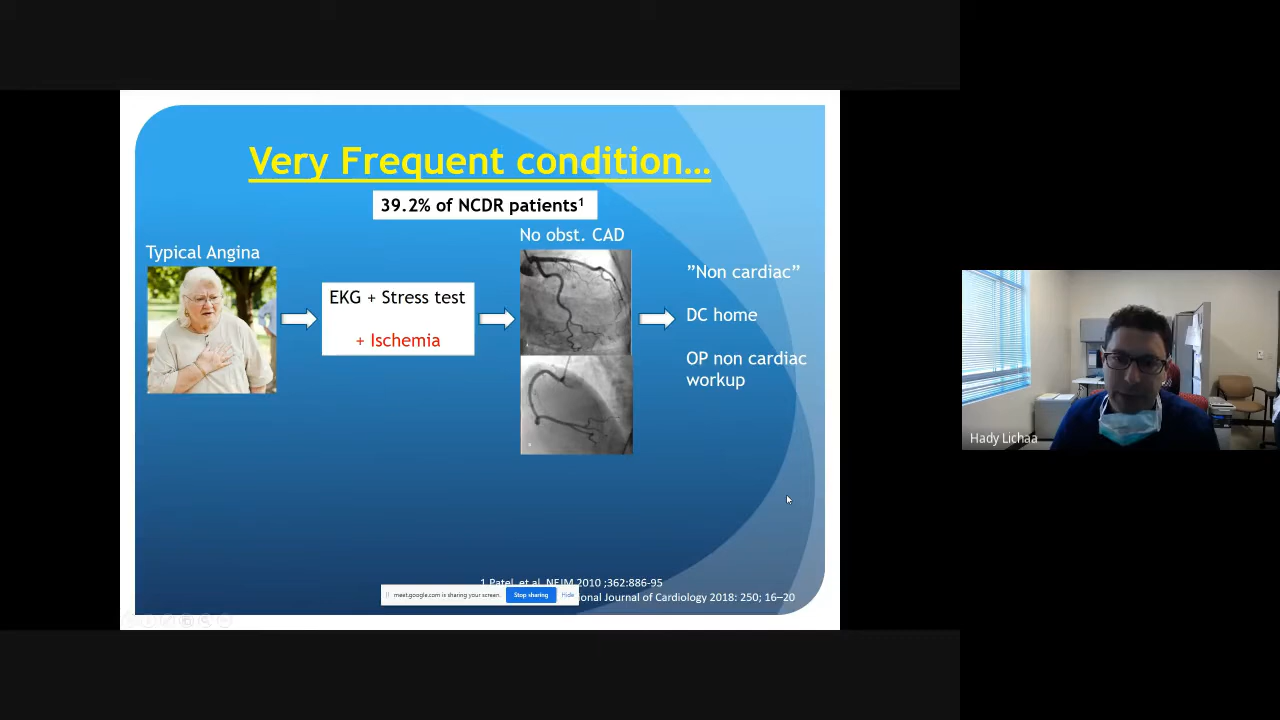 Very Frequent condition…
39.2% of NCDR patients¹
No obst. CAD
Typical Angina
EKG + Stress test
+ Ischemia
”Non cardiac”
DC home
OP non cardiac
workup
1 Patel, et al. NEJM 2010 ;362:886-95
Journal of Cardiology 2018: 250; 16–20
meet.google.com is sharing your screen.
Stop sharing
Hide
Hady Lichaa